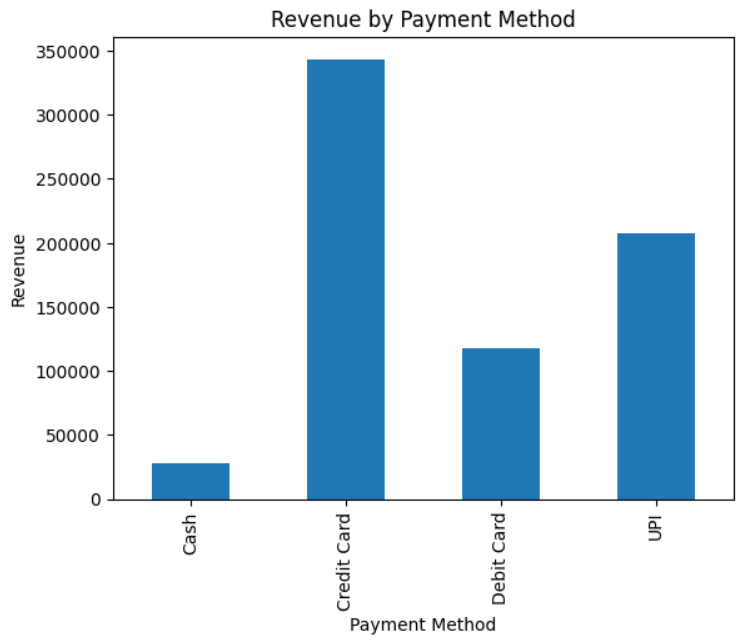 Revenue by Payment Method
350000
300000
250000
200000
150000
100000
50000
0
Revenue
Cash
Credit Card
Debit Card
UPI
Payment Method